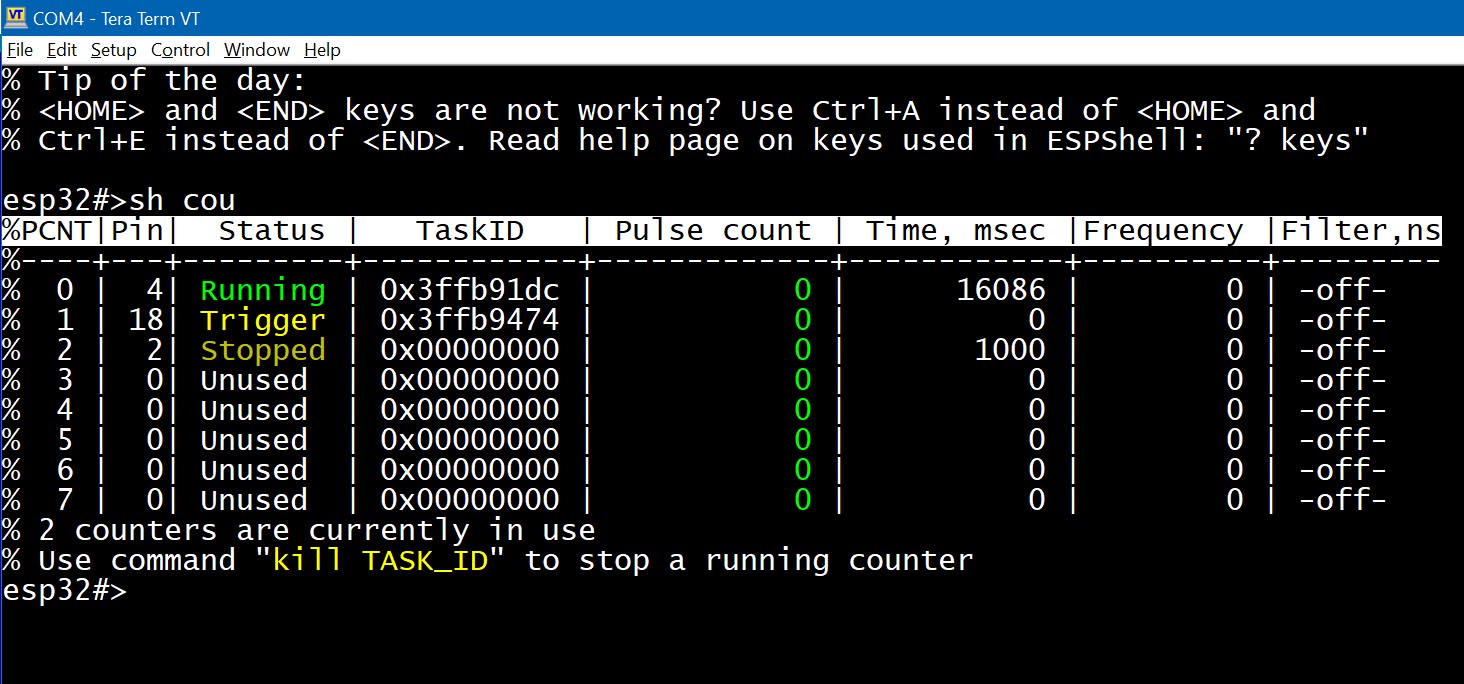 VT COM4 - Tera Term VT
File Edit Setup Control Window Help
% Tip of the day:
% <HOME> and <END> keys are not working? Use Ctrl+A instead of <HOME> and
% Ctrl+E instead of <END>. Read help page on keys used in ESPShell: "? keys"
esp32#>sh cou
%PCNT|Pin|  Status |   TaskID   | Pulse count | Time, msec |Frequency |Filter,ns
%----+---+---------+------------+-------------+------------+----------+---------
%  0 |  4| Running | 0x3ffb91dc |           0 |      16086 |        0 | -off-
%  1 | 18| Trigger | 0x3ffb9474 |           0 |          0 |        0 | -off-
%  2 |  2| Stopped | 0x00000000 |           0 |       1000 |        0 | -off-
%  3 |  0| Unused  | 0x00000000 |           0 |          0 |        0 | -off-
%  4 |  0| Unused  | 0x00000000 |           0 |          0 |        0 | -off-
%  5 |  0| Unused  | 0x00000000 |           0 |          0 |        0 | -off-
%  6 |  0| Unused  | 0x00000000 |           0 |          0 |        0 | -off-
%  7 |  0| Unused  | 0x00000000 |           0 |          0 |        0 | -off-
% 2 counters are currently in use
% Use command "kill TASK_ID" to stop a running counter
esp32#>